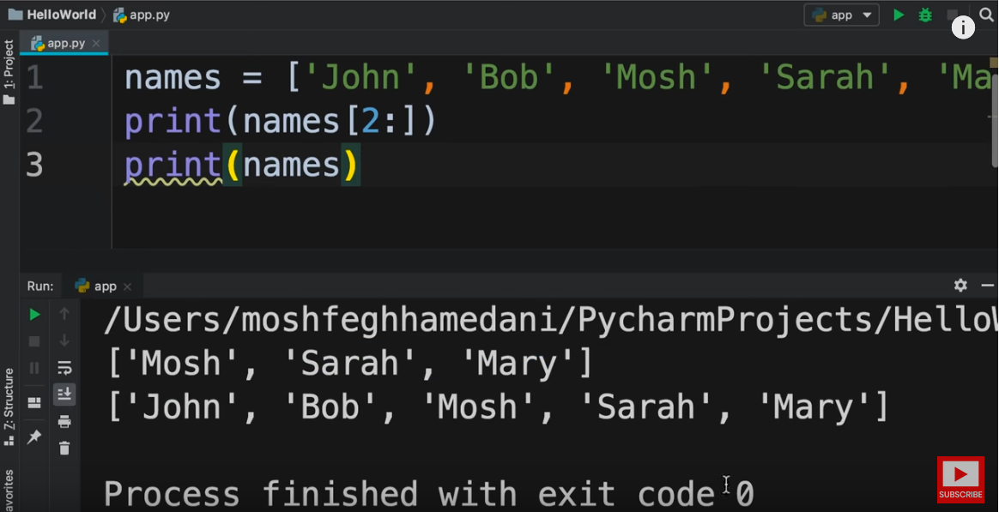 HelloWorld app.py app
app.py
1: Project
1 names = ['John', 'Bob', 'Mosh', 'Sarah', 'Ma
2 print(names[2:])
3 print(names)
Run: app
/Users/moshfeghhamedani/PycharmProjects/HelloW
['Mosh', 'Sarah', 'Mary']
['John', 'Bob', 'Mosh', 'Sarah', 'Mary']
Z: Structure
avorites
Process finished with exit code 0
SUBSCRIBE